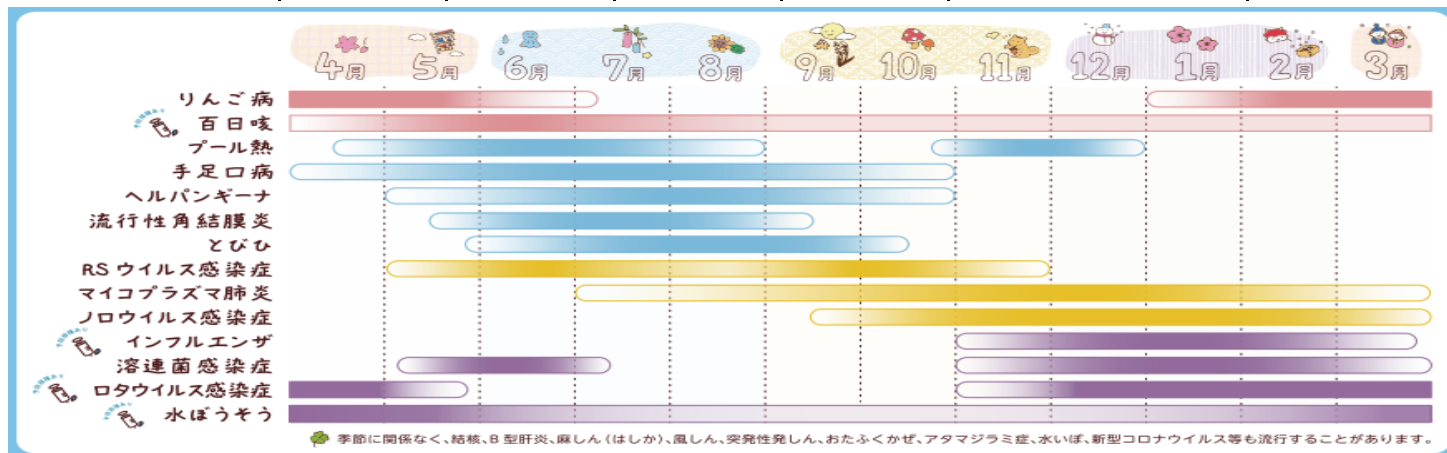 4月 5月 6月 7月 8月 9月 10月 11月 12月 1月 2月 3月
りんご病
百日咳
プール熱
手足口病
ヘルパンギーナ
流行性角結膜炎
とびひ
RSウイルス感染症
マイコプラズマ肺炎
ノロウイルス感染症
インフルエンザ
溶連菌感染症
ロタウイルス感染症
水ぼうそう
季節に関係なく、結核、B型肝炎、麻しん(はしか)、風しん、突発性発しん、おたふくかぜ、アタマジラミ症、水いぼ、新型コロナウイルス等も流行することがあります。